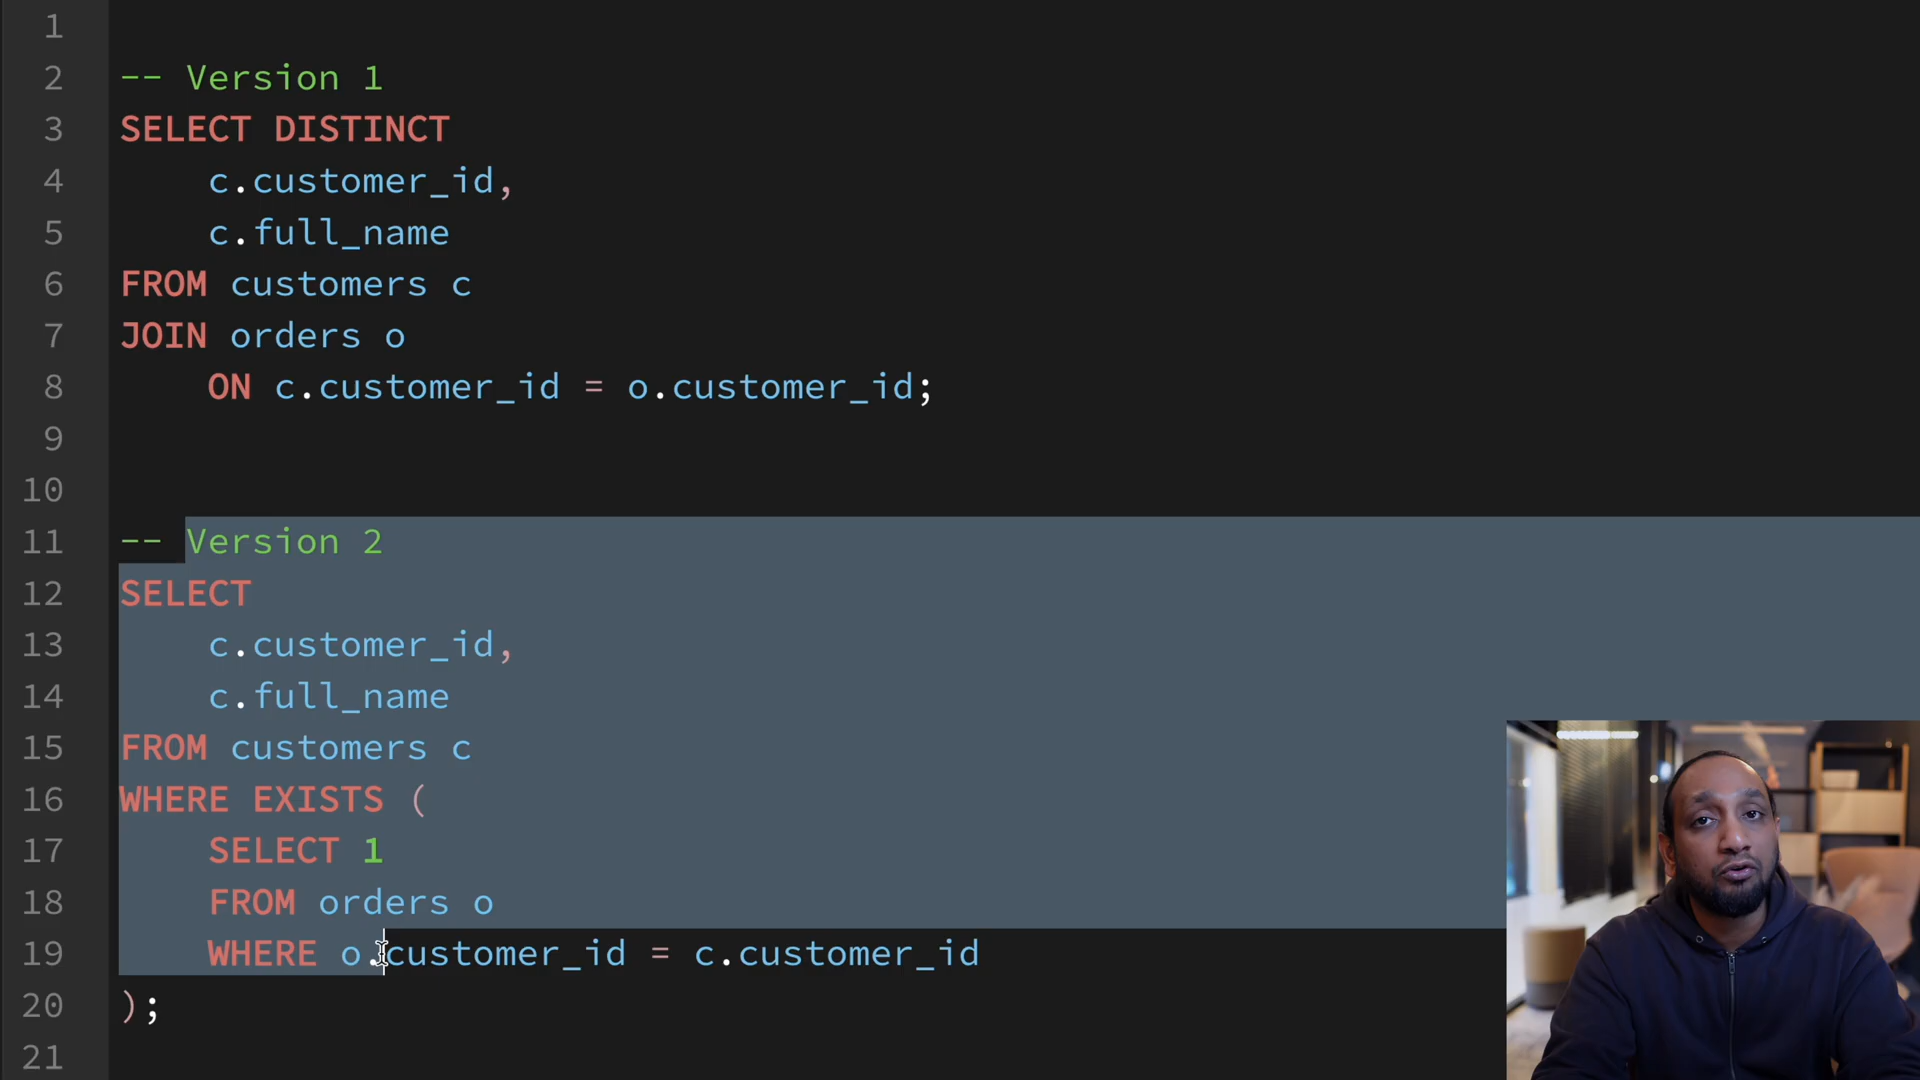 1
2 -- Version 1
3 SELECT DISTINCT
4 c.customer_id,
5 c.full_name
6 FROM customers c
7 JOIN orders o
8 ON c.customer_id = o.customer_id;
9
10
11 -- Version 2
12 SELECT
13 c.customer_id,
14 c.full_name
15 FROM customers c
16 WHERE EXISTS (
17 SELECT 1
18 FROM orders o
19 WHERE o.customer_id = c.customer_id
20 );
21